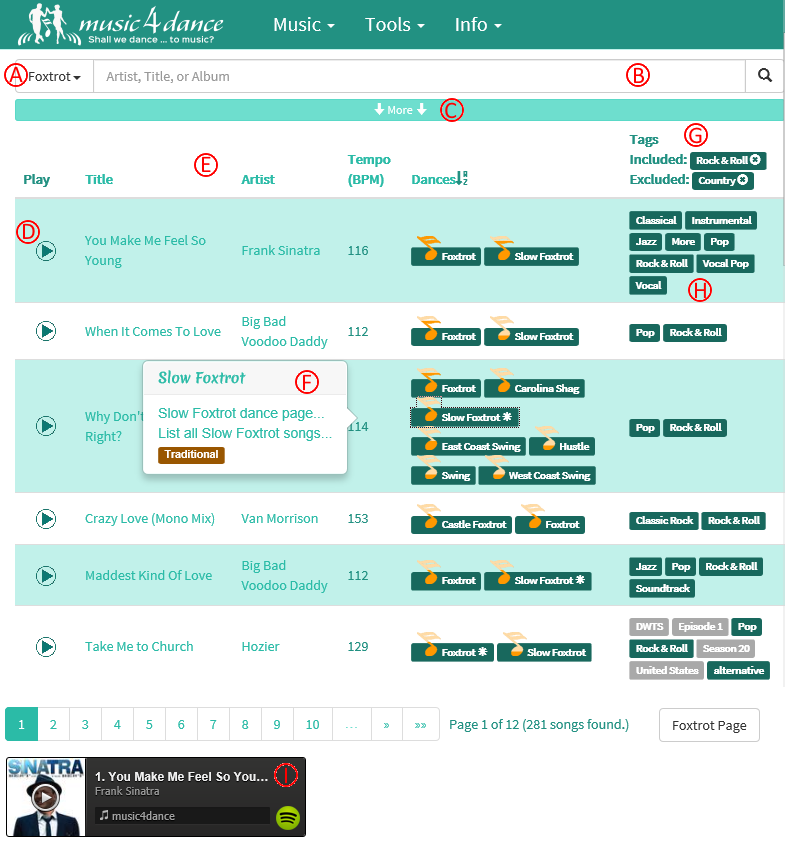 music4dance
Shall we dance ... to music?
Music Tools Info
A Foxtrot Artist, Title, or Album B
More C
Play Title E Artist Tempo (BPM) Dances Tags G
Included: Rock & Roll
Excluded: Country
D
You Make Me Feel So Young Frank Sinatra 116 Foxtrot Slow Foxtrot
Classical Instrumental
Jazz More Pop
Rock & Roll Vocal Pop
Vocal H
When It Comes To Love Big Bad Voodoo Daddy 112 Foxtrot Slow Foxtrot Pop Rock & Roll
Why Don't
Right?
114
Foxtrot Carolina Shag
Slow Foxtrot *
East Coast Swing Hustle
Swing West Coast Swing
Pop Rock & Roll
Slow Foxtrot F
Slow Foxtrot dance page...
List all Slow Foxtrot songs...
Traditional
Crazy Love (Mono Mix) Van Morrison 153 Castle Foxtrot Foxtrot Classic Rock Rock & Roll
Maddest Kind Of Love Big Bad Voodoo Daddy 112 Foxtrot Slow Foxtrot *
Jazz Pop Rock & Roll
Soundtrack
Take Me to Church Hozier 129 Foxtrot * Slow Foxtrot
DWTS Episode 1 Pop
Rock & Roll Season 20
United States alternative
1 2 3 4 5 6 7 8 9 10 ... » »» Page 1 of 12 (281 songs found.) Foxtrot Page
SINATRA
1. You Make Me Feel So You... I
Frank Sinatra
music4dance